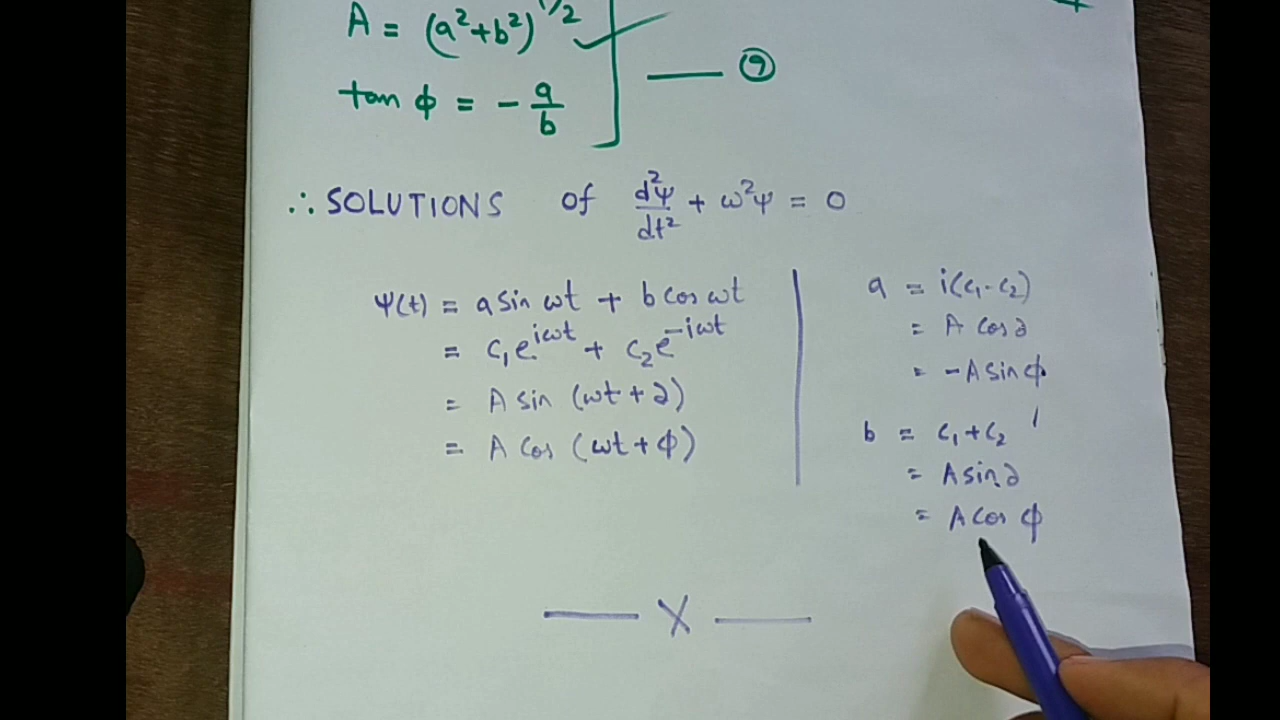 A = (a²+b²)^1/2
tan φ = - a/b —— ⑨
∴ SOLUTIONS of d²ψ/dt² + ω²ψ = 0
ψ(t) = a sin ωt + b cos ωt
= c₁e^iωt + c₂e^-iωt
= A sin (ωt + ∂)
= A cos (ωt + φ)
a = i(c₁-c₂)
= A cos ∂
= -A sin φ
b = c₁+c₂
= A sin ∂
= A cos φ
—— X ——